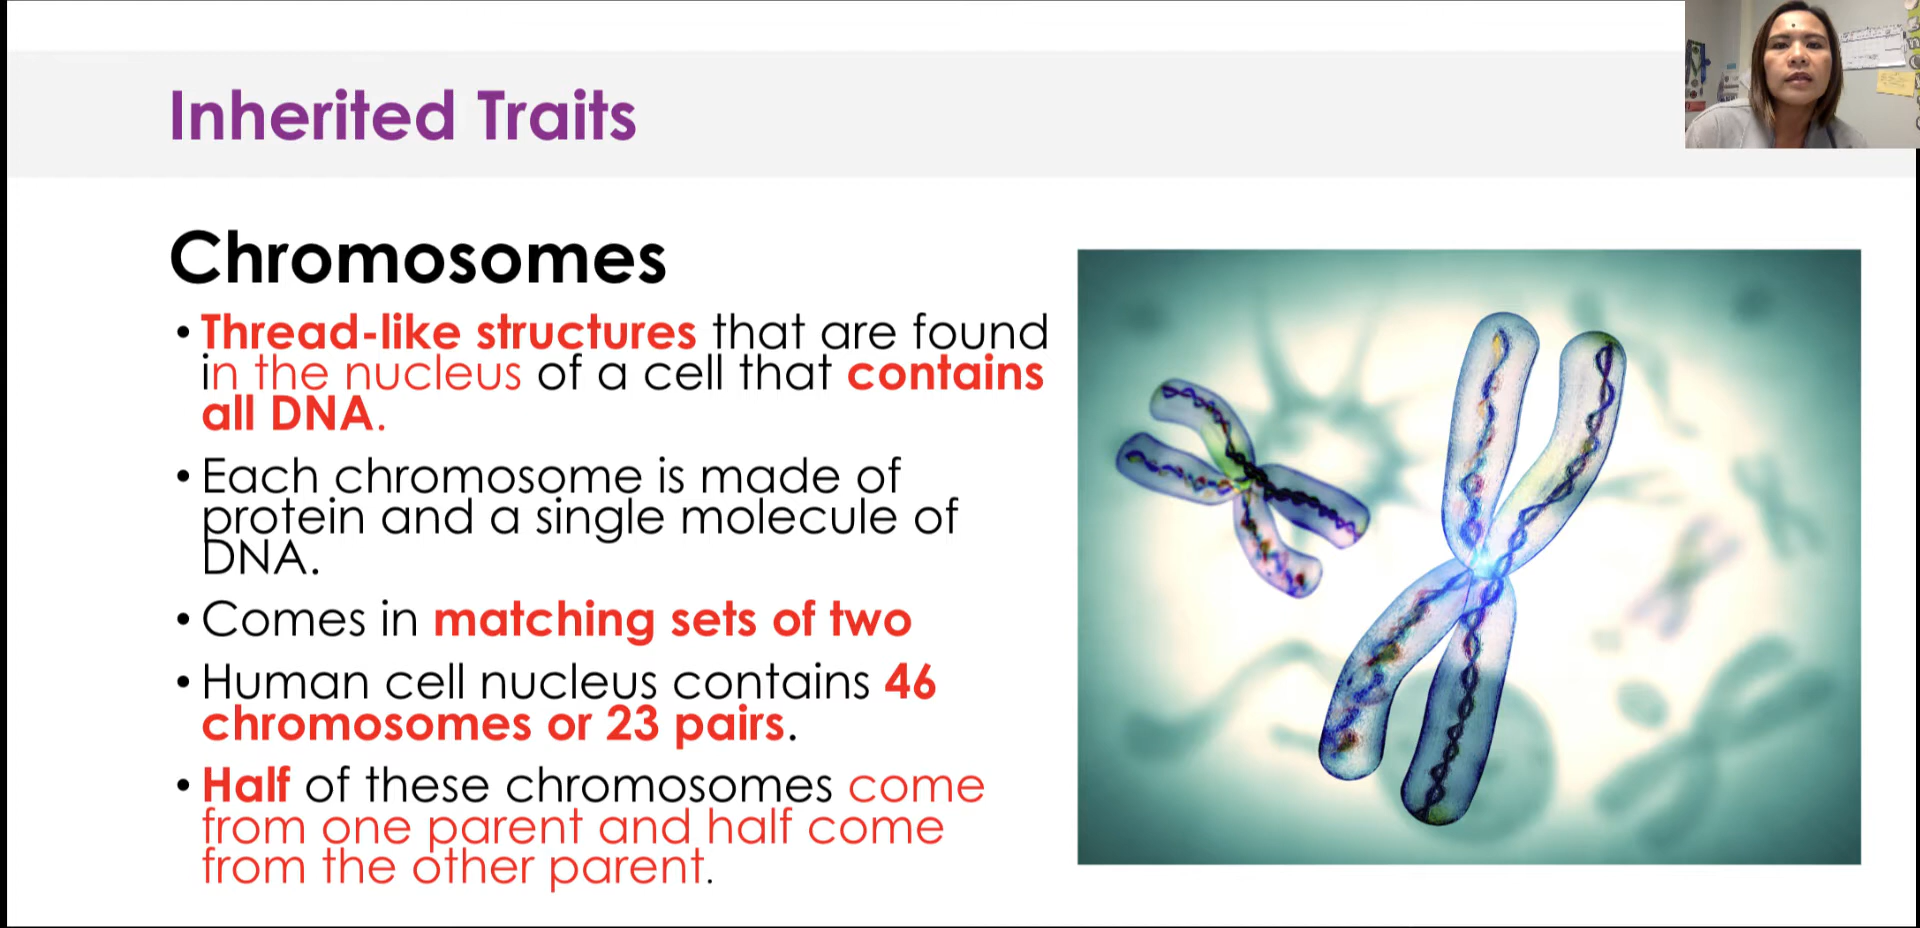 Inherited Traits
Chromosomes
• Thread-like structures that are found
in the nucleus of a cell that contains
all DNA.
• Each chromosome is made of
protein and a single molecule of
DNA.
• Comes in matching sets of two
• Human cell nucleus contains 46
chromosomes or 23 pairs.
• Half of these chromosomes come
from one parent and half come
from the other parent.